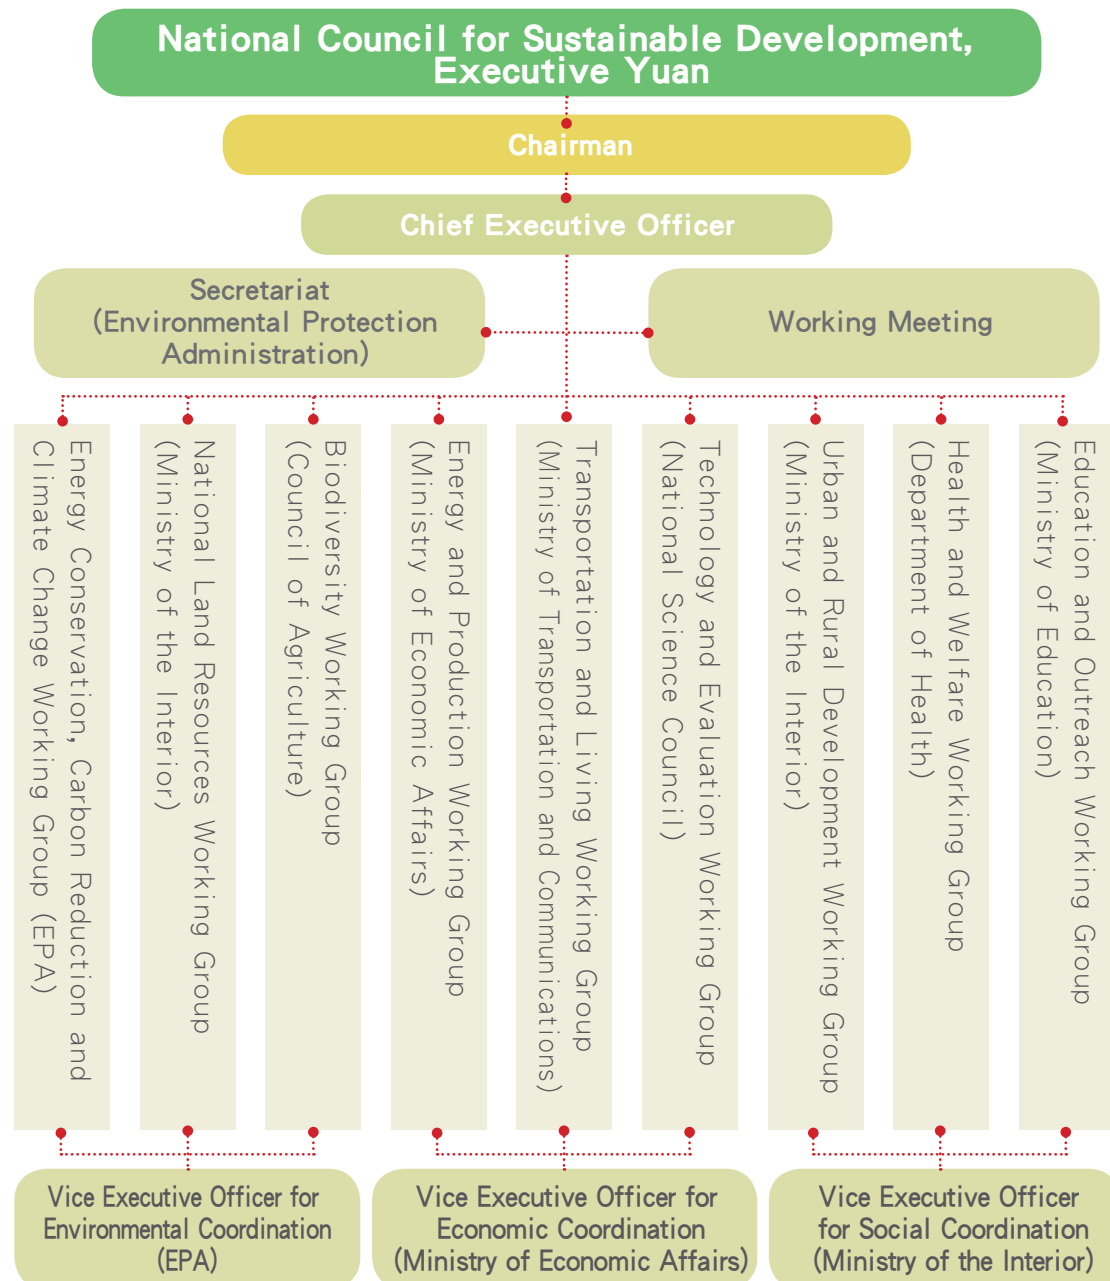 National Council for Sustainable Development,
Executive Yuan
Chairman
Chief Executive Officer
Secretariat
(Environmental Protection
Administration)
Working Meeting
Energy Conservation, Carbon Reduction and
Climate Change Working Group (EPA)
National Land Resources Working Group
(Ministry of the Interior)
Biodiversity Working Group
(Council of Agriculture)
Energy and Production Working Group
(Ministry of Economic Affairs)
Transportation and Living Working Group
(Ministry of Transportation and Communications)
Technology and Evaluation Working Group
(National Science Council)
Urban and Rural Development Working Group
(Ministry of the Interior)
Health and Welfare Working Group
(Department of Health)
Education and Outreach Working Group
(Ministry of Education)
Vice Executive Officer for
Environmental Coordination
(EPA)
Vice Executive Officer for
Economic Coordination
(Ministry of Economic Affairs)
Vice Executive Officer
for Social Coordination
(Ministry of the Interior)